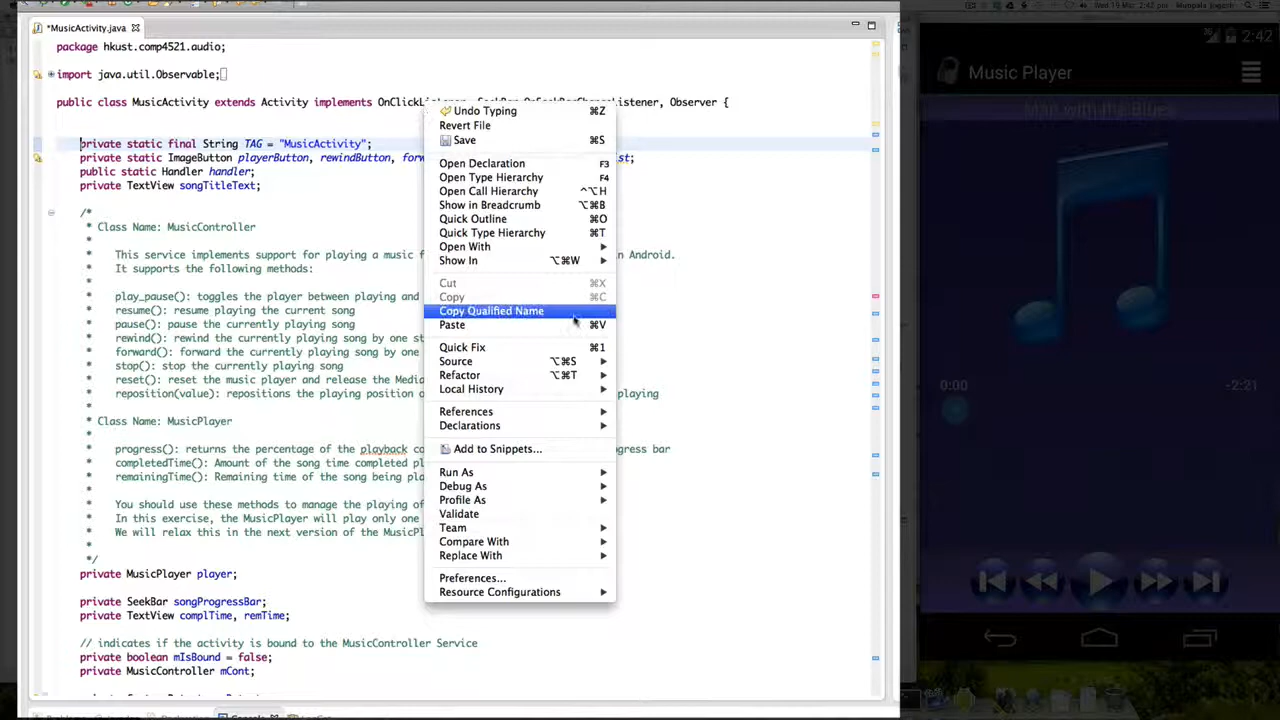 Wed 19 Mar 2:42 pm
*MusicActivity.java
package hkust.comp4521.audio;
import java.util.Observable;
public class MusicActivity extends Activity implements OnClickListener, SeekBar.OnSeekBarChangeListener, Observer {
private static final String TAG = "MusicActivity";
private static ImageButton playerButton, rewindButton, forw
public static Handler handler;
private TextView songTitleText;
/*
* Class Name: MusicController
*
* This service implements support for playing a music f
n Android.
* It supports the following methods:
*
* play_pause(): toggles the player between playing and
* resume(): resume playing the current song
* pause(): pause the currently playing song
* rewind(): rewind the currently playing song by one st
* forward(): forward the currently playing song by one
* stop(): stop the currently playing song
* reset(): reset the music player and release the Media
* reposition(value): repositions the playing position o
playing
*
* Class Name: MusicPlayer
*
* progress(): returns the percentage of the playback co
gress bar
* completedTime(): Amount of the song time completed pl
* remainingTime(): Remaining time of the song being pla
*
* You should use these methods to manage the playing of
* In this exercise, the MusicPlayer will play only one
* We will relax this in the next version of the MusicPl
*
*/
private MusicPlayer player;
private SeekBar songProgressBar;
private TextView complTime, remTime;
// indicates if the activity is bound to the MusicController Service
private boolean mIsBound = false;
private MusicController mCont;
Undo Typing ⌘Z
Revert File
Save ⌘S
Open Declaration F3
Open Type Hierarchy F4
Open Call Hierarchy ^⌥H
Show in Breadcrumb ⌥⌘B
Quick Outline ⌘O
Quick Type Hierarchy ⌘T
Open With
Show In ⌥⌘W
Cut ⌘X
Copy ⌘C
Copy Qualified Name
Paste ⌘V
Quick Fix ⌘1
Source ⌥⌘S
Refactor ⌥⌘T
Local History
References
Declarations
Add to Snippets...
Run As
Debug As
Profile As
Validate
Team
Compare With
Replace With
Preferences...
Resource Configurations
2:42
Music Player
Man with the Blues
0:00
-2:21